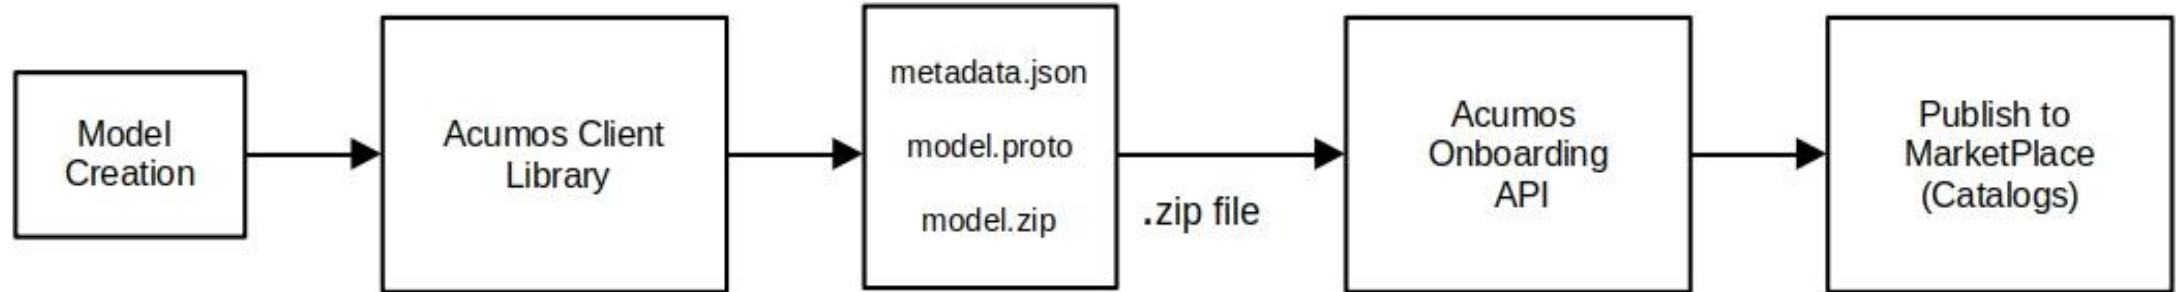 Model
Creation
Acumos Client
Library
metadata.json
model.proto
model.zip
.zip file
Acumos
Onboarding
API
Publish to
MarketPlace
(Catalogs)